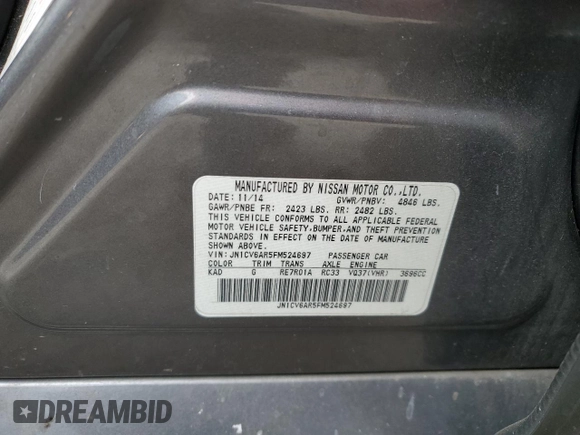 MANUFACTURED BY NISSAN MOTOR CO.,LTD.
DATE: 11/14 GVWR/PNBV: 4846 LBS.
GAWR/PNBE FR: 2423 LBS. RR: 2482 LBS.
THIS VEHICLE CONFORMS TO ALL APPLICABLE FEDERAL
MOTOR VEHICLE SAFETY,BUMPER,AND THEFT PREVENTION
STANDARDS IN EFFECT ON THE DATE OF MANUFACTURE
SHOWN ABOVE.
VIN: JN1CV6AR5FM524697 PASSENGER CAR
COLOR TRIM TRANS AXLE ENGINE
KAD G RE7R01A RC33 VQ37(VHR) 3696CC
JN1CV6AR5FM524697
DREAMBID